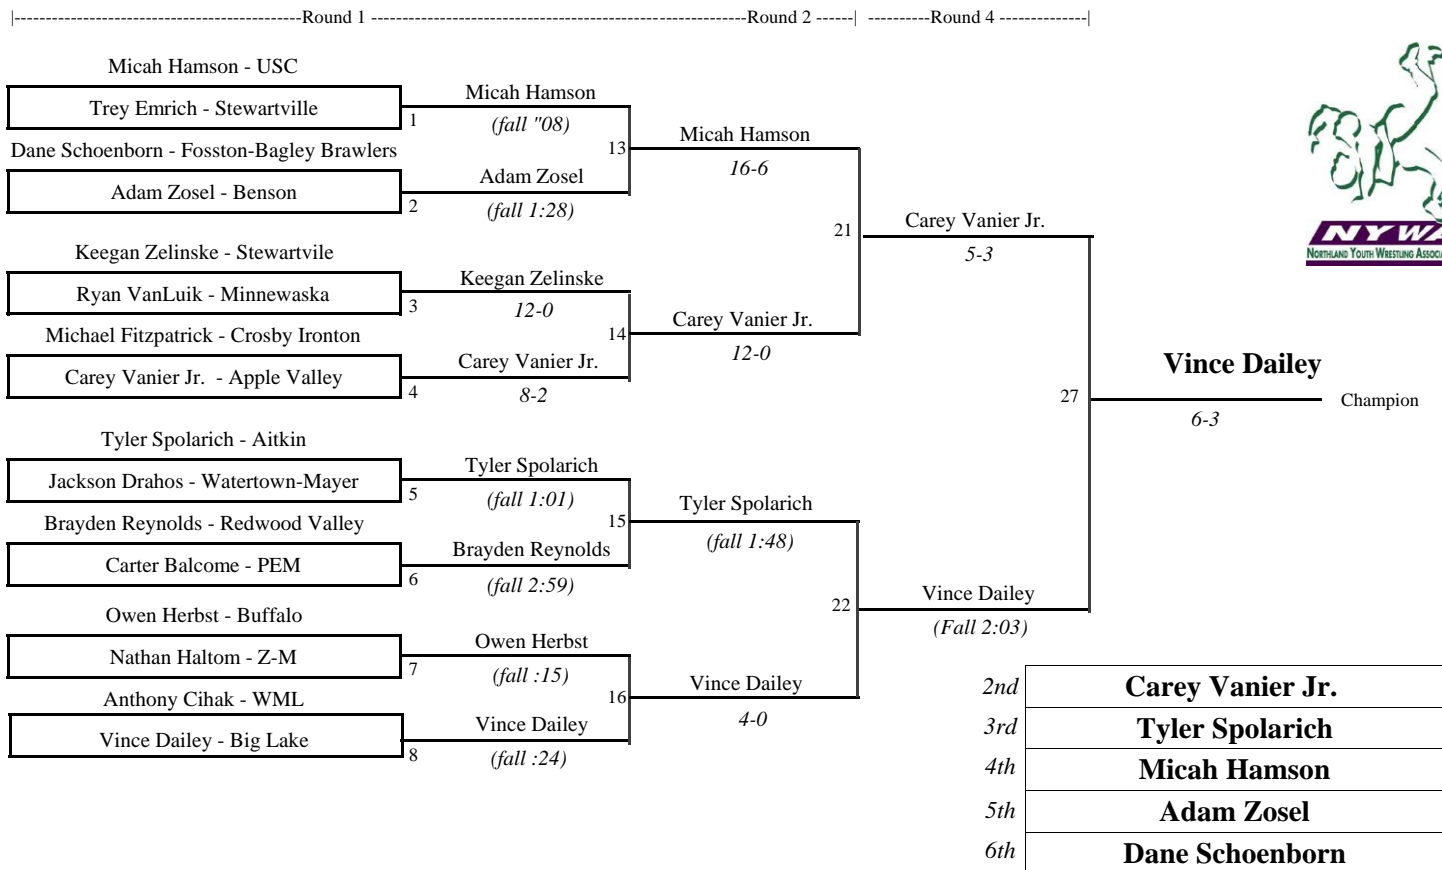 |-----------------------------------------------Round 1 -------------------------------------------------------------Round 2 ------| ----------Round 4 --------------|
Micah Hamson - USC
Trey Emrich - Stewartville
1
Micah Hamson
(fall "08)
Dane Schoenborn - Fosston-Bagley Brawlers
Adam Zosel - Benson
2
Adam Zosel
(fall 1:28)
13
Micah Hamson
16-6
Keegan Zelinske - Stewartvile
Ryan VanLuik - Minnewaska
3
Keegan Zelinske
12-0
Michael Fitzpatrick - Crosby Ironton
Carey Vanier Jr.  - Apple Valley
4
Carey Vanier Jr.
8-2
14
Carey Vanier Jr.
12-0
21
Carey Vanier Jr.
5-3
NYWA
NORTHLAND YOUTH WRESTLING
Tyler Spolarich - Aitkin
Jackson Drahos - Watertown-Mayer
5
Tyler Spolarich
(fall 1:01)
Brayden Reynolds - Redwood Valley
Carter Balcome - PEM
6
Brayden Reynolds
(fall 2:59)
15
Tyler Spolarich
(fall 1:48)
Owen Herbst - Buffalo
Nathan Haltom - Z-M
7
Owen Herbst
(fall :15)
Anthony Cihak - WML
Vince Dailey - Big Lake
8
Vince Dailey
(fall :24)
16
Vince Dailey
4-0
22
Vince Dailey
(Fall 2:03)
27
Vince Dailey
6-3
Champion
2nd Carey Vanier Jr.
3rd Tyler Spolarich
4th Micah Hamson
5th Adam Zosel
6th Dane Schoenborn